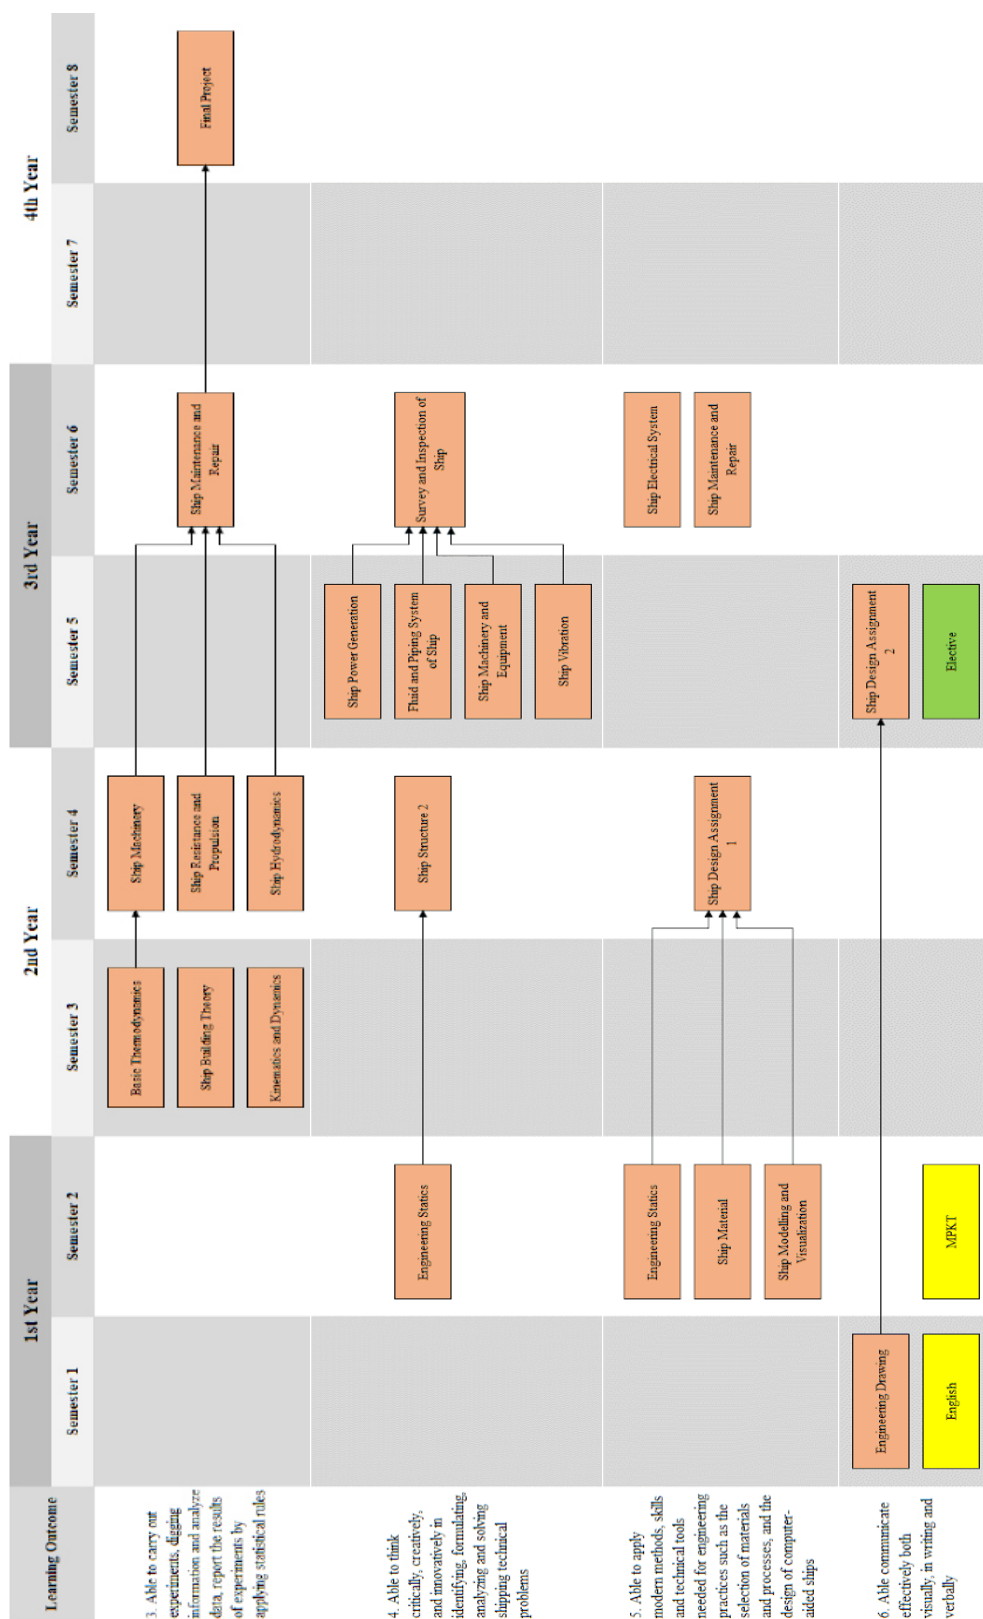 Learning Outcome
1st Year
2nd Year
3rd Year
4th Year
Semester 1
Semester 2
Semester 3
Semester 4
Semester 5
Semester 6
Semester 7
Semester 8
3. Able to carry out
experiments, digging
information and analyze
data, report the results
of experiments by
applying statistical rules
Basic Thermodynamics
Ship Building Theory
Kinematics and Dynamics
Ship Machinery
Ship Resistance and
Propulsion
Ship Hydrodynamics
Ship Maintenance and
Repair
Final Project
4. Able to think
critically, creatively,
and innovatively in
identifying, formulating,
analyzing and solving
shipping technical
problems
Engineering Statics
Ship Structure 2
Ship Power Generation
Fluid and Piping System
of Ship
Ship Machinery and
Equipment
Ship Vibration
Survey and Inspection of
Ship
5. Able to apply
modern methods, skills
and technical tools
needed for engineering
practices such as the
selection of materials
and processes, and the
design of computer-
aided ships
Engineering Statics
Ship Material
Ship Modelling and
Visualization
Ship Design Assignment
1
Ship Electrical System
Ship Maintenance and
Repair
6. Able communicate
effectively both
visually, in writing and
verbally
Engineering Drawing
English
MPKT
Ship Design Assignment
2
Elective